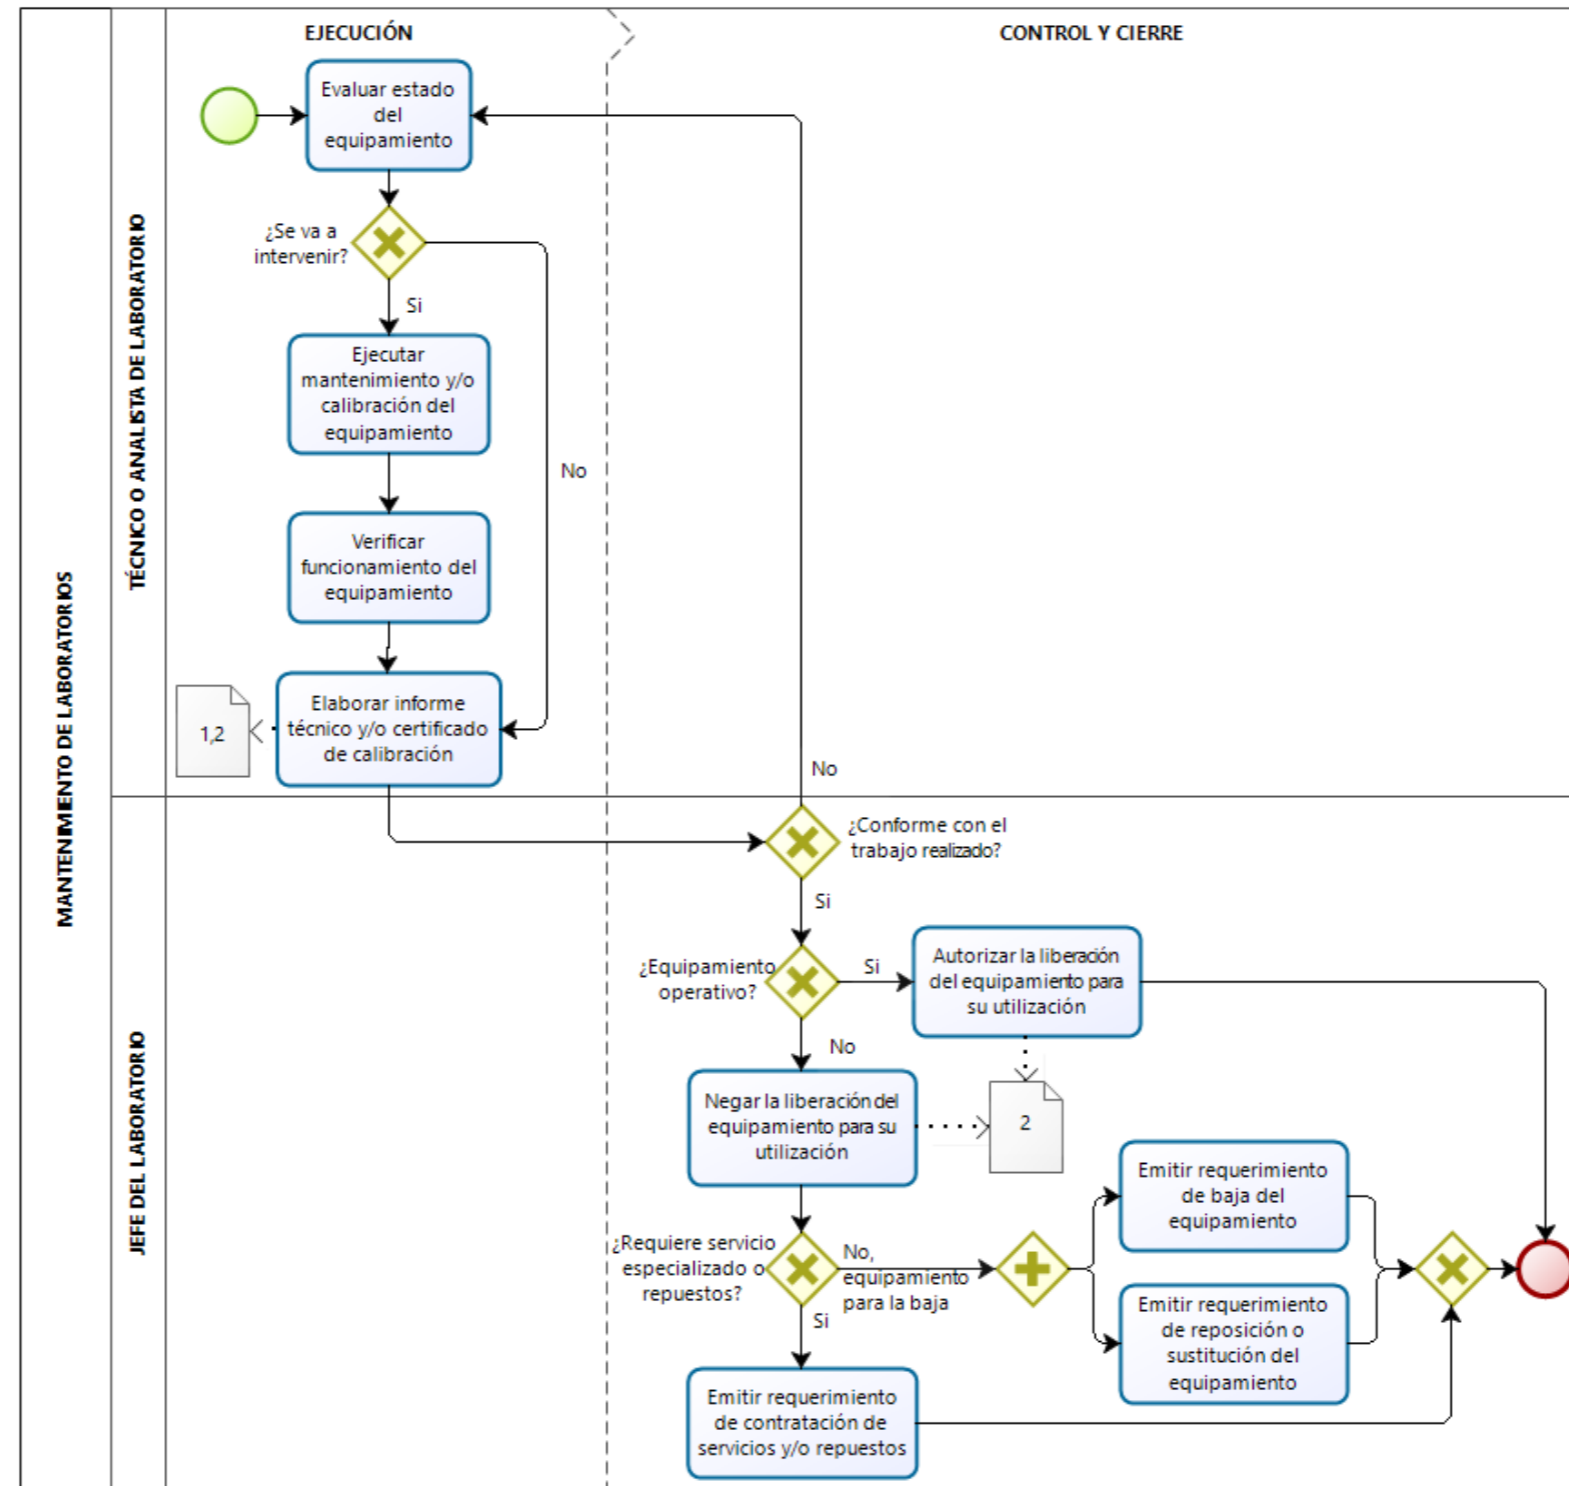 EJECUCIÓN
CONTROL Y CIERRE
MANTENIMIENTO DE LABORATORIOS
TÉCNICO O ANALISTA DE LABORATORIO
Evaluar estado
del
equipamiento
¿Se va a
intervenir?
Si
No
Ejecutar
mantenimiento y/o
calibración del
equipamiento
Verificar
funcionamiento del
equipamiento
Elaborar informe
técnico y/o certificado
de calibración
1,2
No
JEFE DEL LABORATORIO
¿Conforme con el
trabajo realizado?
Si
¿Equipamiento
operativo?
Si
Autorizar la liberación
del equipamiento para
su utilización
No
Negar la liberación del
equipamiento para su
utilización
2
¿Requiere servicio
especializado o
repuestos?
No,
equipamiento
para la baja
Si
Emitir requerimiento
de baja del
equipamiento
Emitir requerimiento
de reposición o
sustitución del
equipamiento
Emitir requerimiento
de contratación de
servicios y/o repuestos